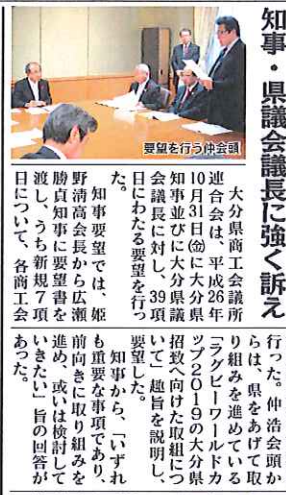 知事・県議会議長に強く訴え
要望を行う仲会頭
大分県商工会議所
連合会は、平成26年
10月31日㈮に大分県
知事並びに大分県議
会議長に対し、39項
目にわたる要望を行っ
た。
知事要望では、姫
野清高会長から広瀬
勝貞知事に要望書を
渡し、うち新規7項
目について、各商工会
行った。仲浩会頭か
らは、県をあげて取
り組みを進めている
「ラグビーワールドカ
ップ2019の大分県
招致へ向けた取組につ
いて」趣旨を説明し、
要望した。
知事から、「いずれ
も重要な事項であり、
前向きに取り組みを
進め、或いは検討して
いきたい」旨の回答が
あった。